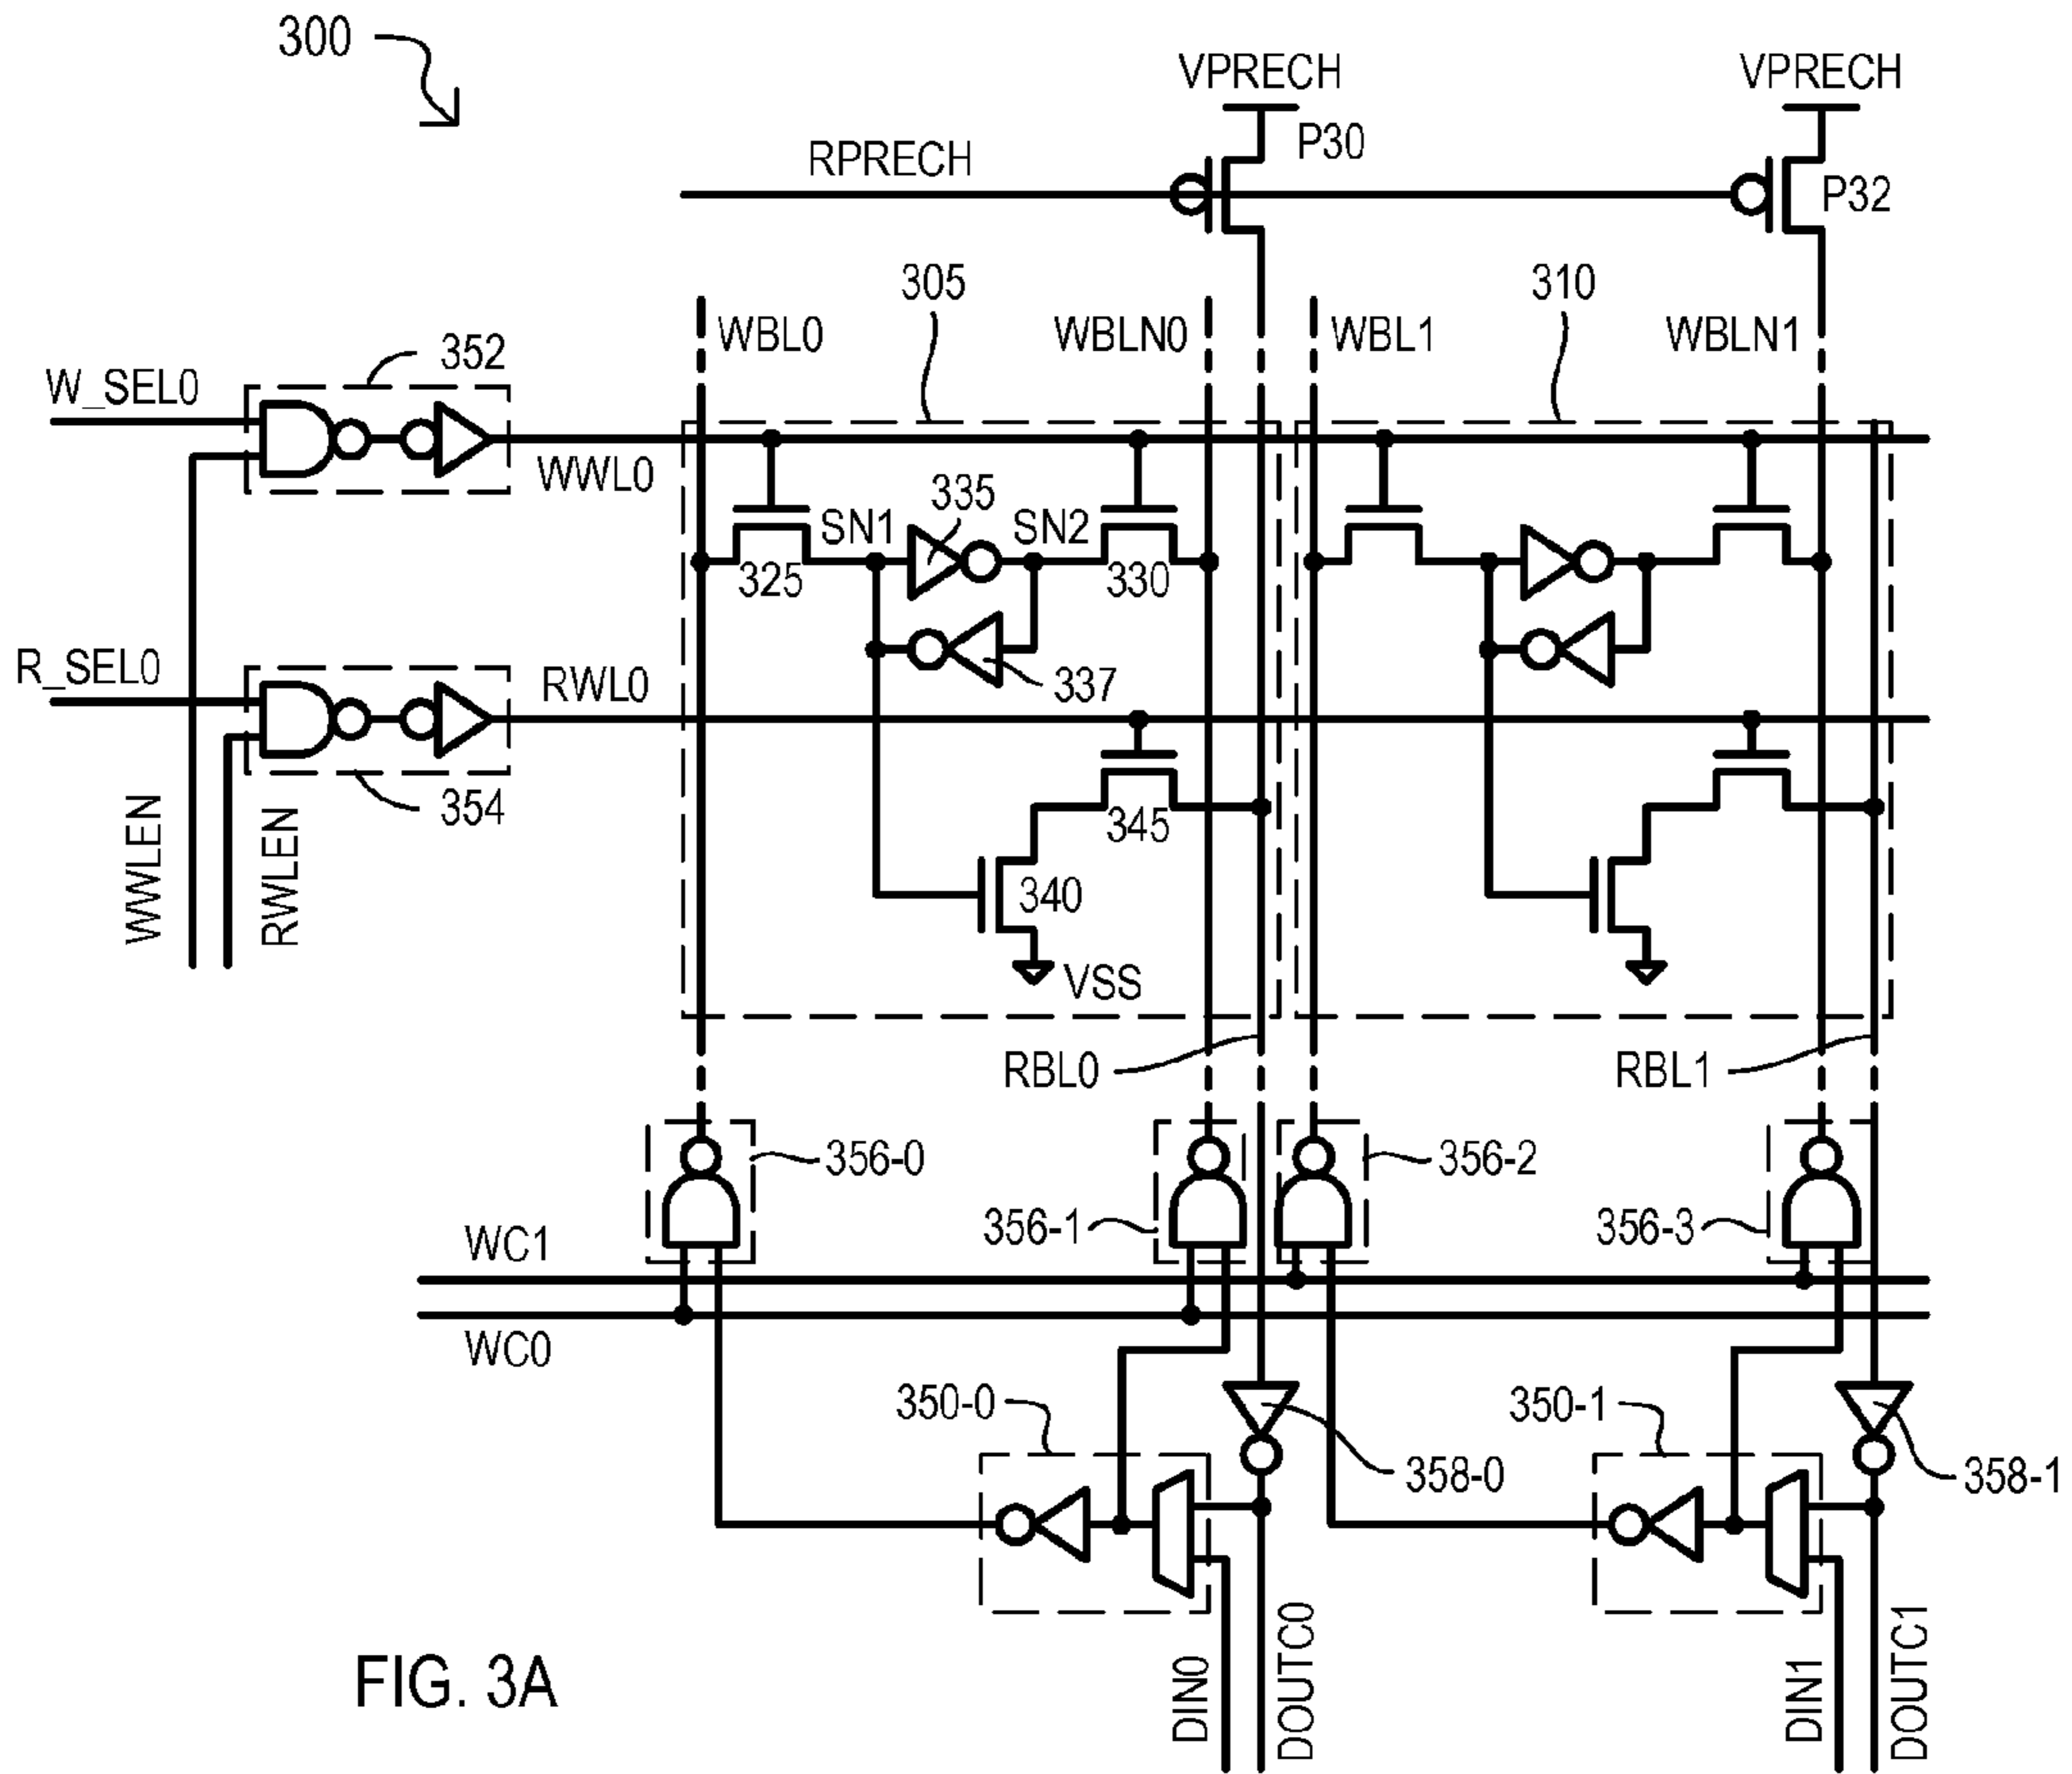 300
VPRECH
VPRECH
P30
RPRECH
P32
305
310
WBL0
WBLN0
WBL1
WBLN1
352
W_SEL0
WWL0
335
SN1
SN2
325
330
R_SEL0
RWL0
337
354
345
WWLEN
RWLEN
340
VSS
RBL0
RBL1
356-0
356-1
356-2
356-3
WC1
WC0
350-0
350-1
358-0
358-1
DIN0
DOUTC0
DIN1
DOUTC1
FIG. 3A